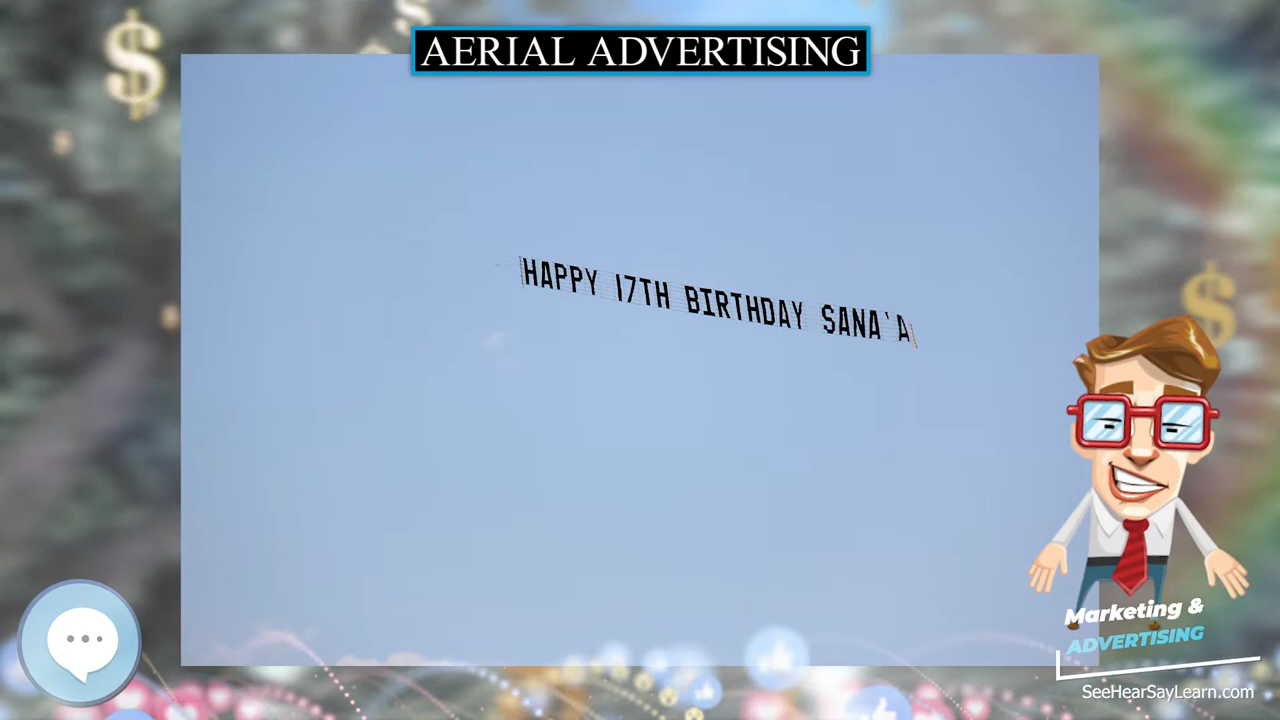 AERIAL ADVERTISING
HAPPY 17TH BIRTHDAY SANA'A
Marketing &
ADVERTISING
SeeHearSayLearn.com